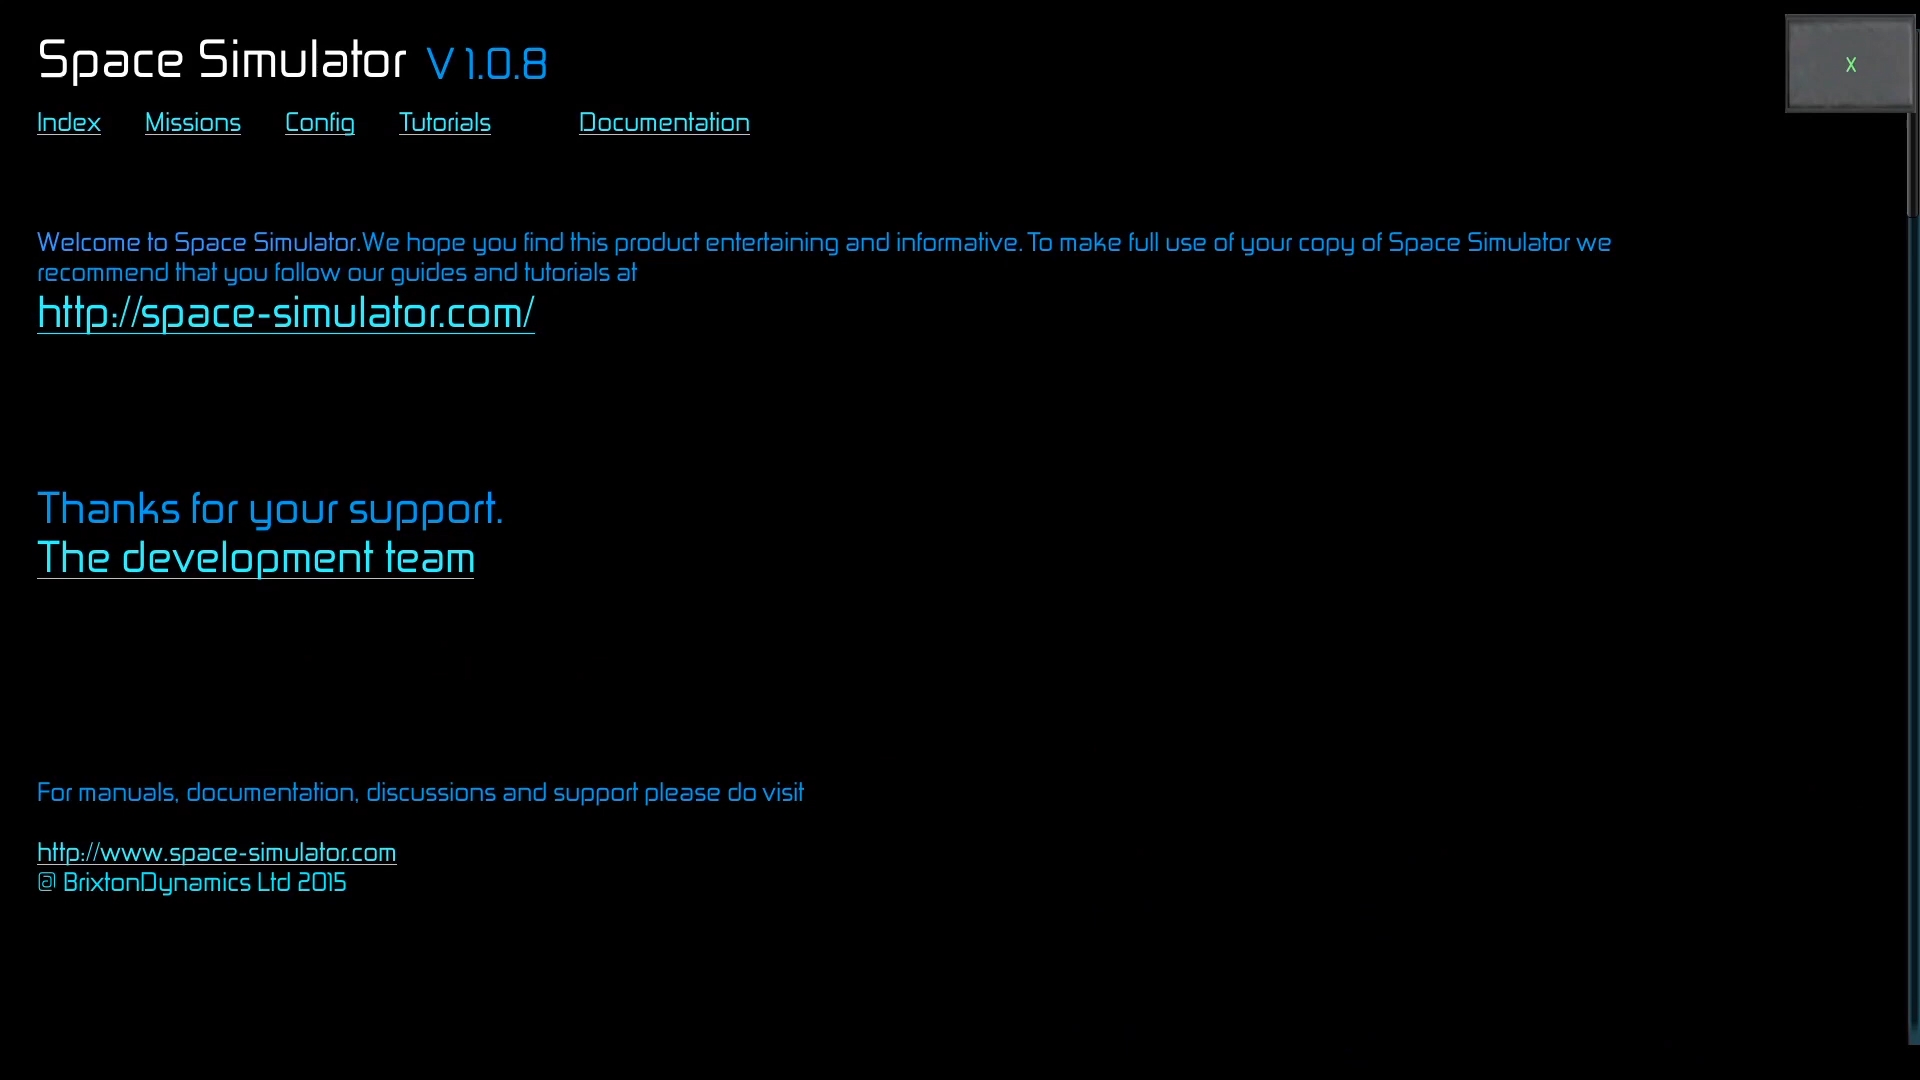 Space Simulator V 1.0.8
X
Index Missions Config Tutorials Documentation
Welcome to Space Simulator.We hope you find this product entertaining and informative. To make full use of your copy of Space Simulator we
recommend that you follow our guides and tutorials at
http://space-simulator.com/
Thanks for your support.
The development team
For manuals, documentation, discussions and support please do visit
http://www.space-simulator.com
@ BrixtonDynamics Ltd 2015